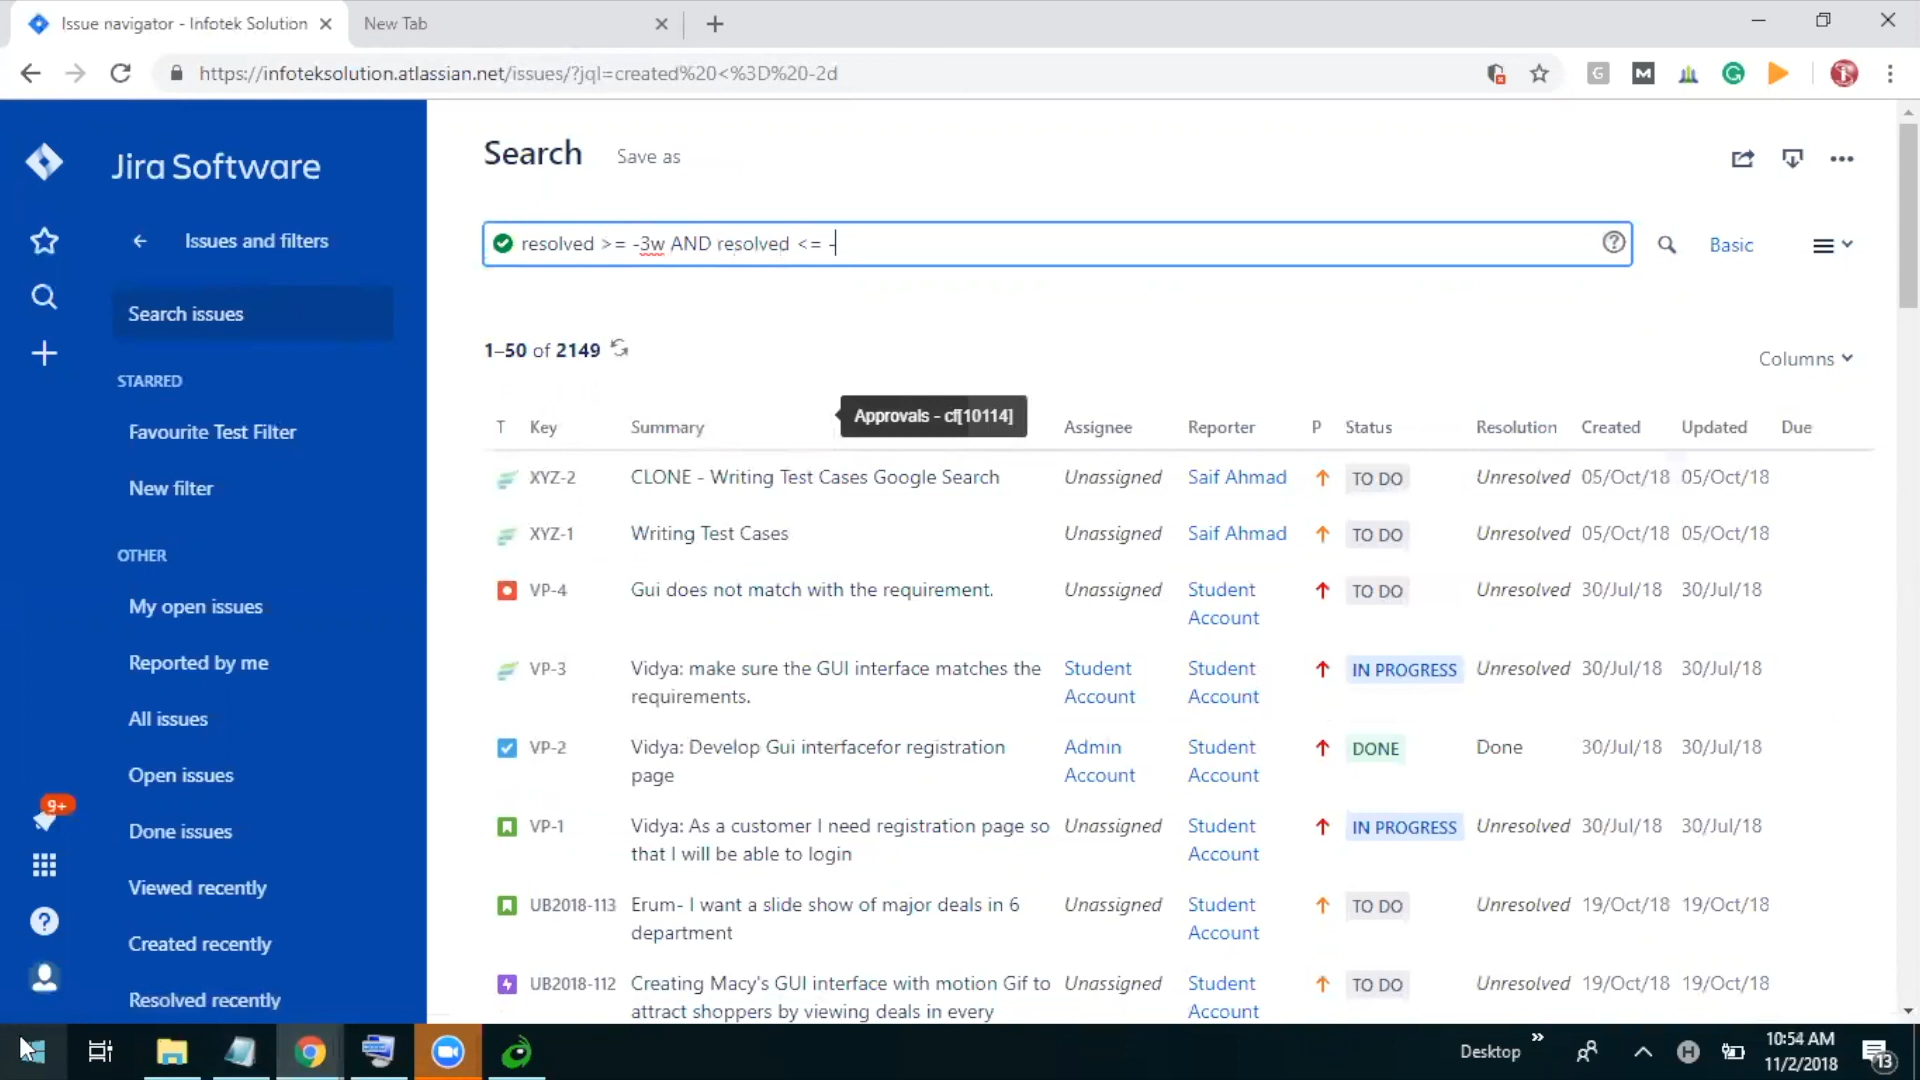 Issue navigator - Infotek Solution
New Tab
https://infoteksolution.atlassian.net/issues/?jql=created%20<%3D%20-2d
Jira Software
Issues and filters
Search issues
STARRED
Favourite Test Filter
New filter
OTHER
My open issues
Reported by me
All issues
Open issues
Done issues
Viewed recently
Created recently
Resolved recently
9+
Search Save as
resolved >= -3w AND resolved <= -
Basic
1–50 of 2149
Columns
Approvals - cf[10114]
T Key Summary Assignee Reporter P Status Resolution Created Updated Due
XYZ-2 CLONE - Writing Test Cases Google Search Unassigned Saif Ahmad TO DO Unresolved 05/Oct/18 05/Oct/18
XYZ-1 Writing Test Cases Unassigned Saif Ahmad TO DO Unresolved 05/Oct/18 05/Oct/18
VP-4 Gui does not match with the requirement. Unassigned Student TO DO Unresolved 30/Jul/18 30/Jul/18
Account
VP-3 Vidya: make sure the GUI interface matches the Student Student IN PROGRESS Unresolved 30/Jul/18 30/Jul/18
requirements. Account Account
VP-2 Vidya: Develop Gui interfacefor registration Admin Student DONE Done 30/Jul/18 30/Jul/18
page Account Account
VP-1 Vidya: As a customer I need registration page so Unassigned Student IN PROGRESS Unresolved 30/Jul/18 30/Jul/18
that I will be able to login Account
UB2018-113 Erum- I want a slide show of major deals in 6 Unassigned Student TO DO Unresolved 19/Oct/18 19/Oct/18
department Account
UB2018-112 Creating Macy's GUI interface with motion Gif to Unassigned Student TO DO Unresolved 19/Oct/18 19/Oct/18
attract shoppers by viewing deals in every Account
Desktop
10:54 AM
11/2/2018
13